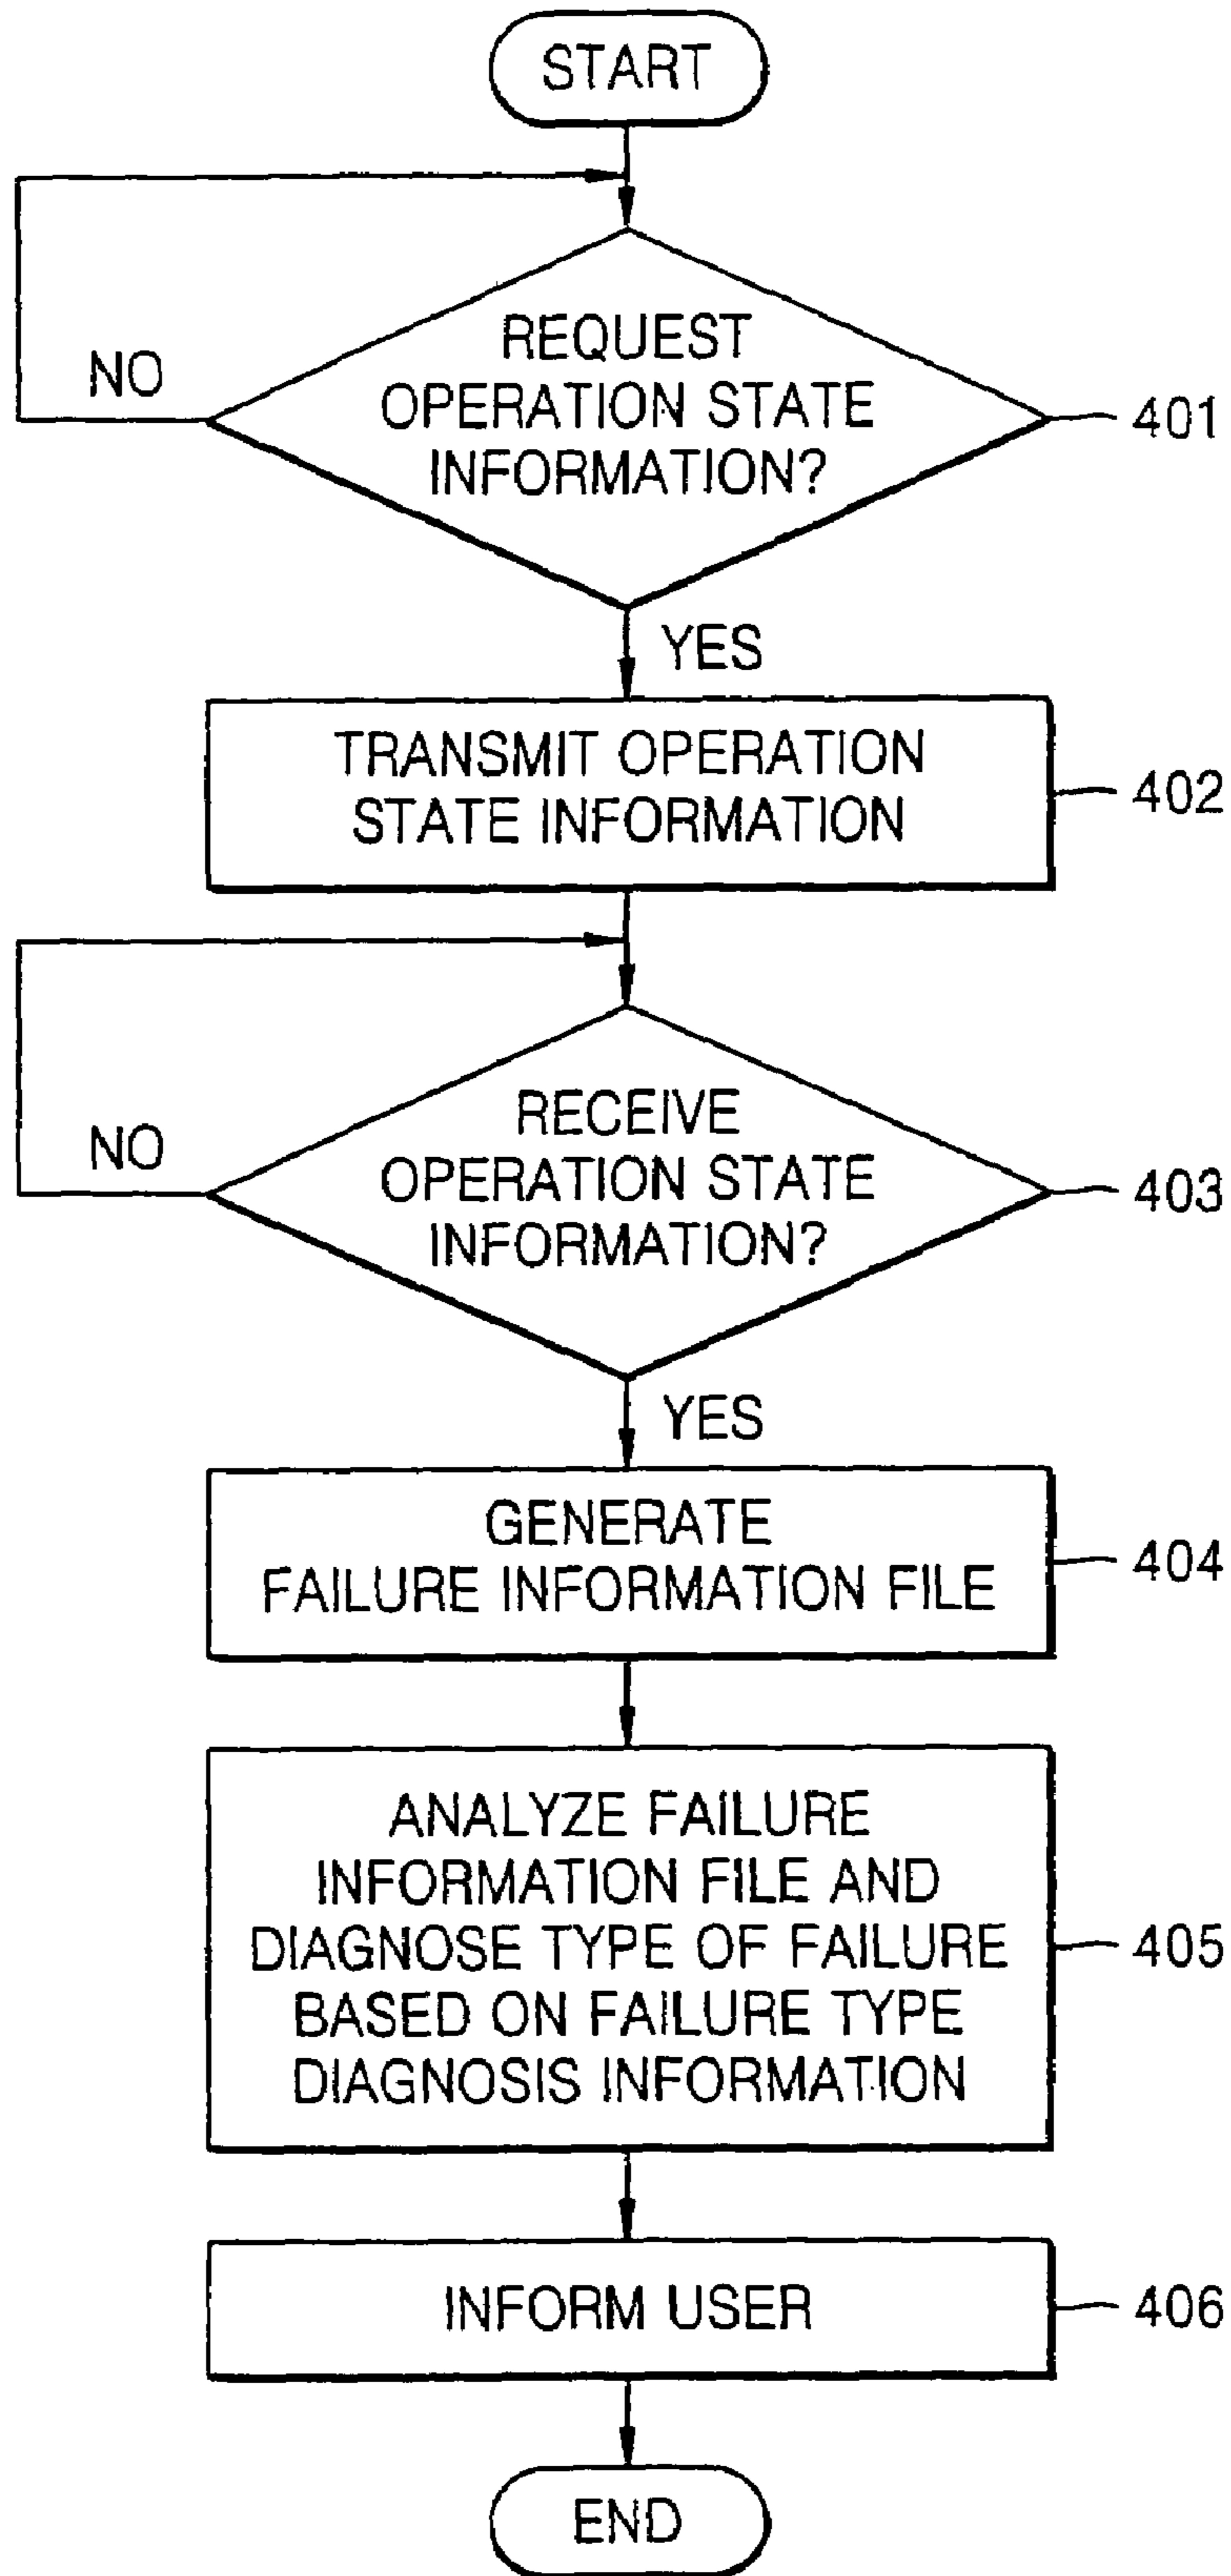 START
REQUEST
OPERATION STATE
INFORMATION?
NO
401
YES
TRANSMIT OPERATION
STATE INFORMATION
402
RECEIVE
OPERATION STATE
INFORMATION?
NO
403
YES
GENERATE
FAILURE INFORMATION FILE
404
ANALYZE FAILURE
INFORMATION FILE AND
DIAGNOSE TYPE OF FAILURE
BASED ON FAILURE TYPE
DIAGNOSIS INFORMATION
405
INFORM USER
406
END